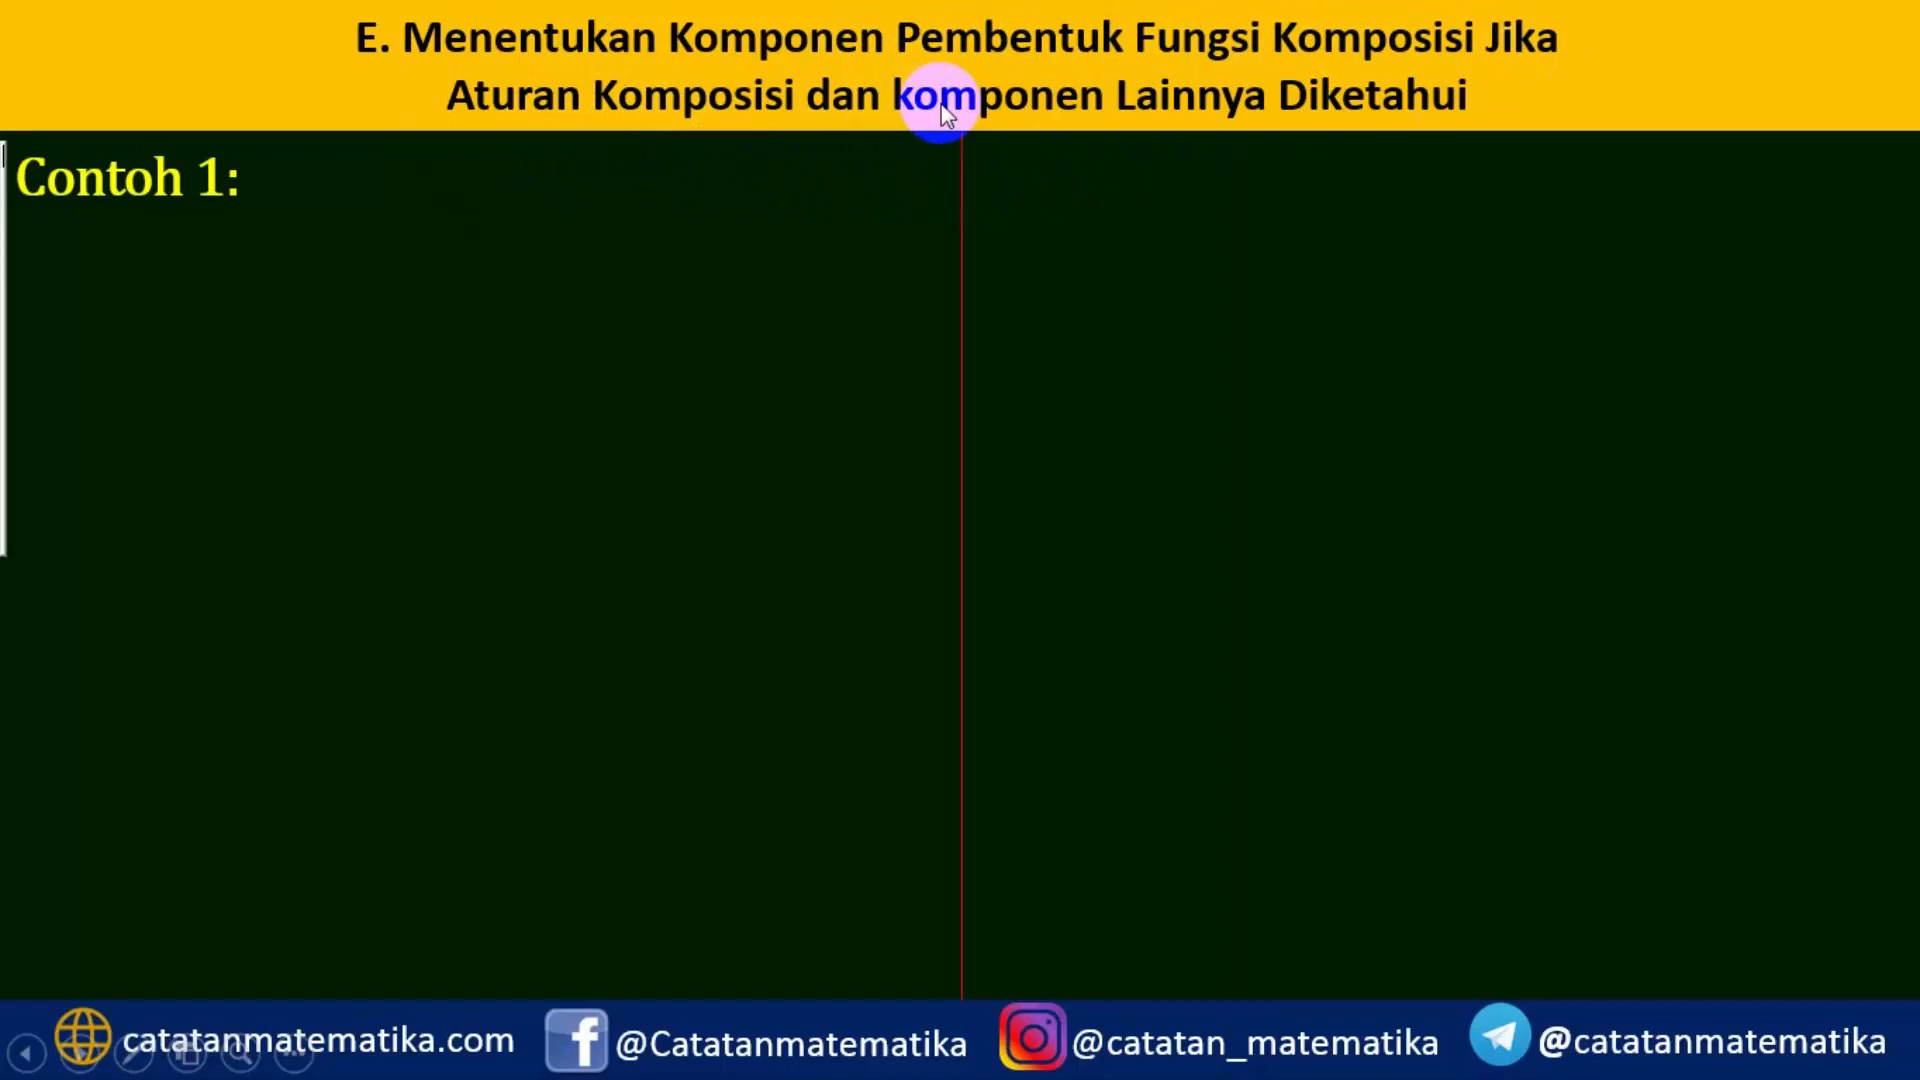 E. Menentukan Komponen Pembentuk Fungsi Komposisi Jika
Aturan Komposisi dan komponen Lainnya Diketahui
Contoh 1:
catatanmatematika.com
@Catatanmatematika
@catatan_matematika
@catatanmatematika